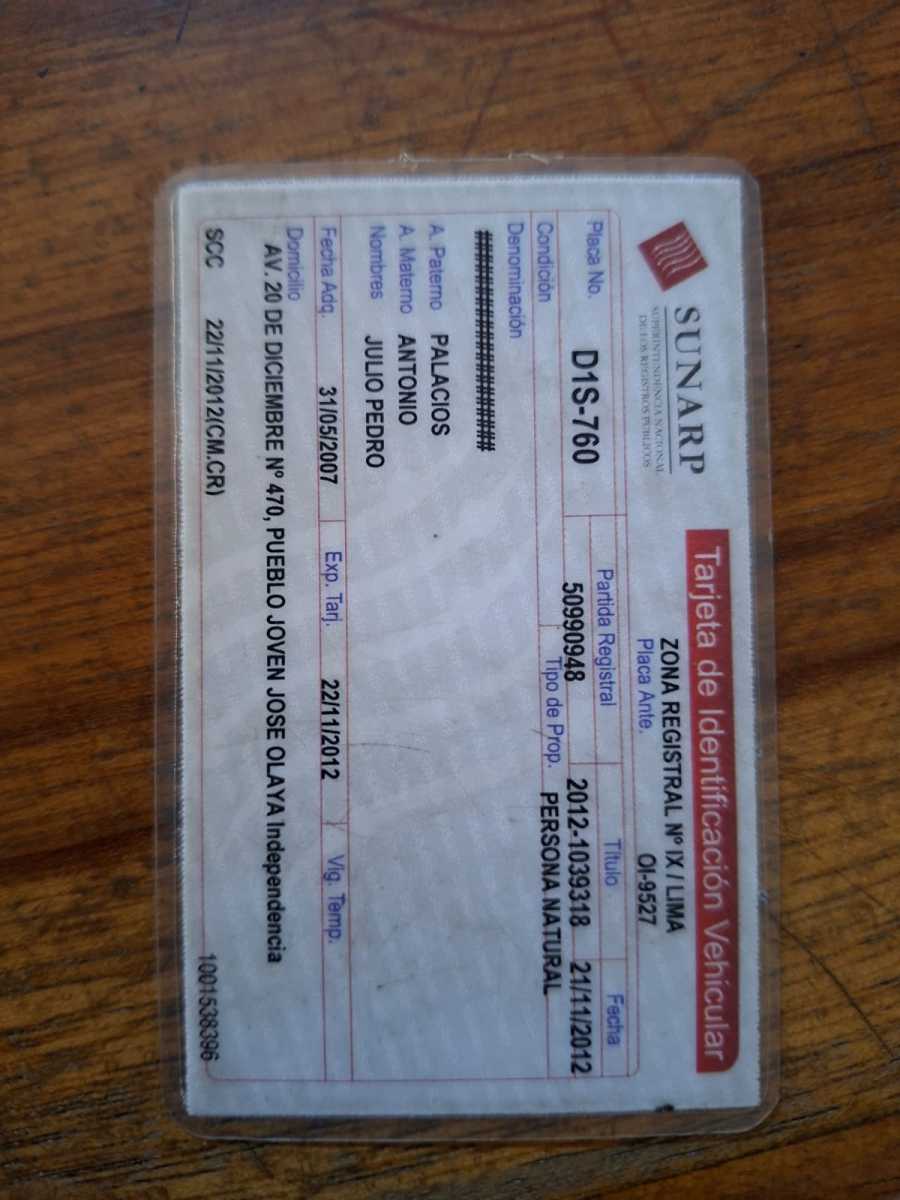 SUNARP
SUPERINTENDENCIA NACIONAL
DE LOS REGISTROS PUBLICOS
Tarjeta de Identificación Vehícular
ZONA REGISTRAL Nº IX / LIMA
Placa Ante. OI-9527
Placa No. D1S-760
Partida Registral 50990948
Título 2012-1039318
Fecha 21/11/2012
Condición
Tipo de Prop. PERSONA NATURAL
Denominación
A. Paterno PALACIOS
A. Materno ANTONIO
Nombres JULIO PEDRO
Fecha Adq. 31/05/2007 Exp. Tarj. 22/11/2012 Vig. Temp.
Domicilio
AV. 20 DE DICIEMBRE Nº 470, PUEBLO JOVEN JOSE OLAYA Independencia
SCC 22/11/2012(CM.CR) 1001538396